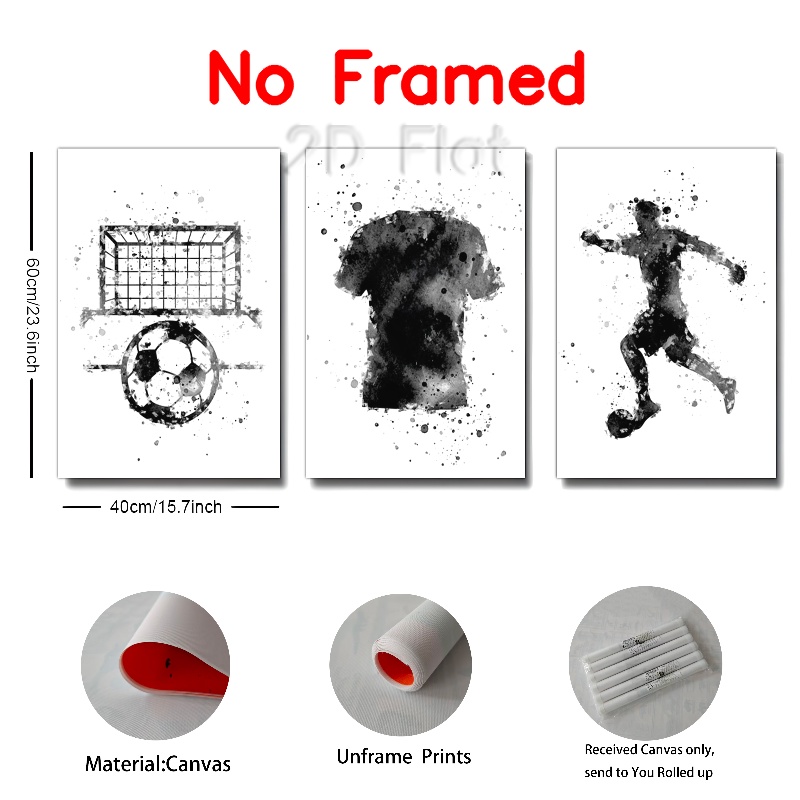 No Framed
2D Flat
60cm/23.6inch
40cm/15.7inch
Material:Canvas
Unframe Prints
Received Canvas only,
send to You Rolled up